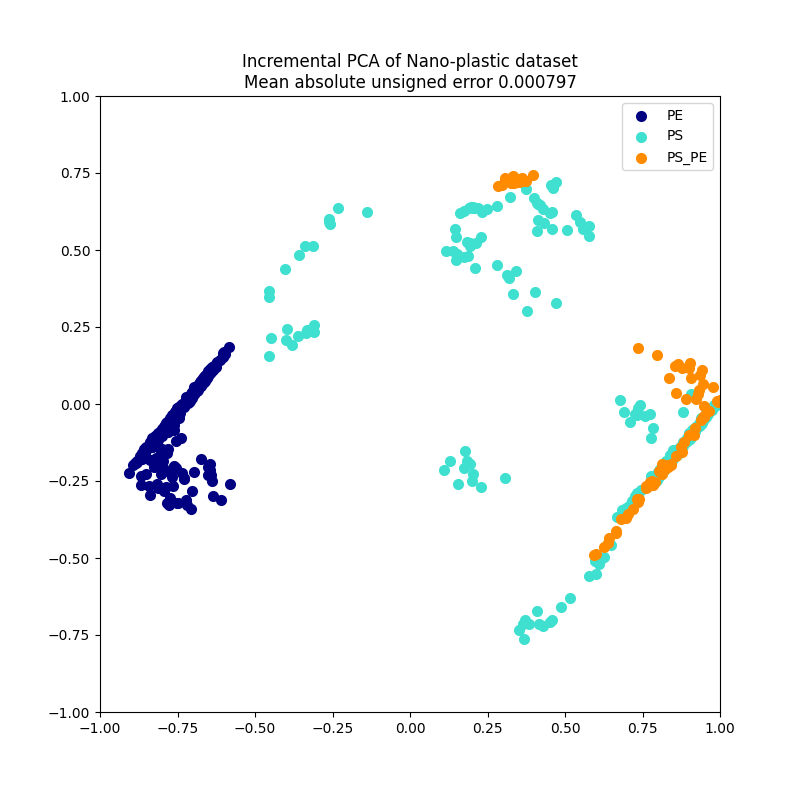 Incremental PCA of Nano-plastic dataset
Mean absolute unsigned error 0.000797
1.00
0.75
0.50
0.25
0.00
−0.25
−0.50
−0.75
−1.00
PE
PS
PS_PE
−1.00 −0.75 −0.50 −0.25 0.00 0.25 0.50 0.75 1.00